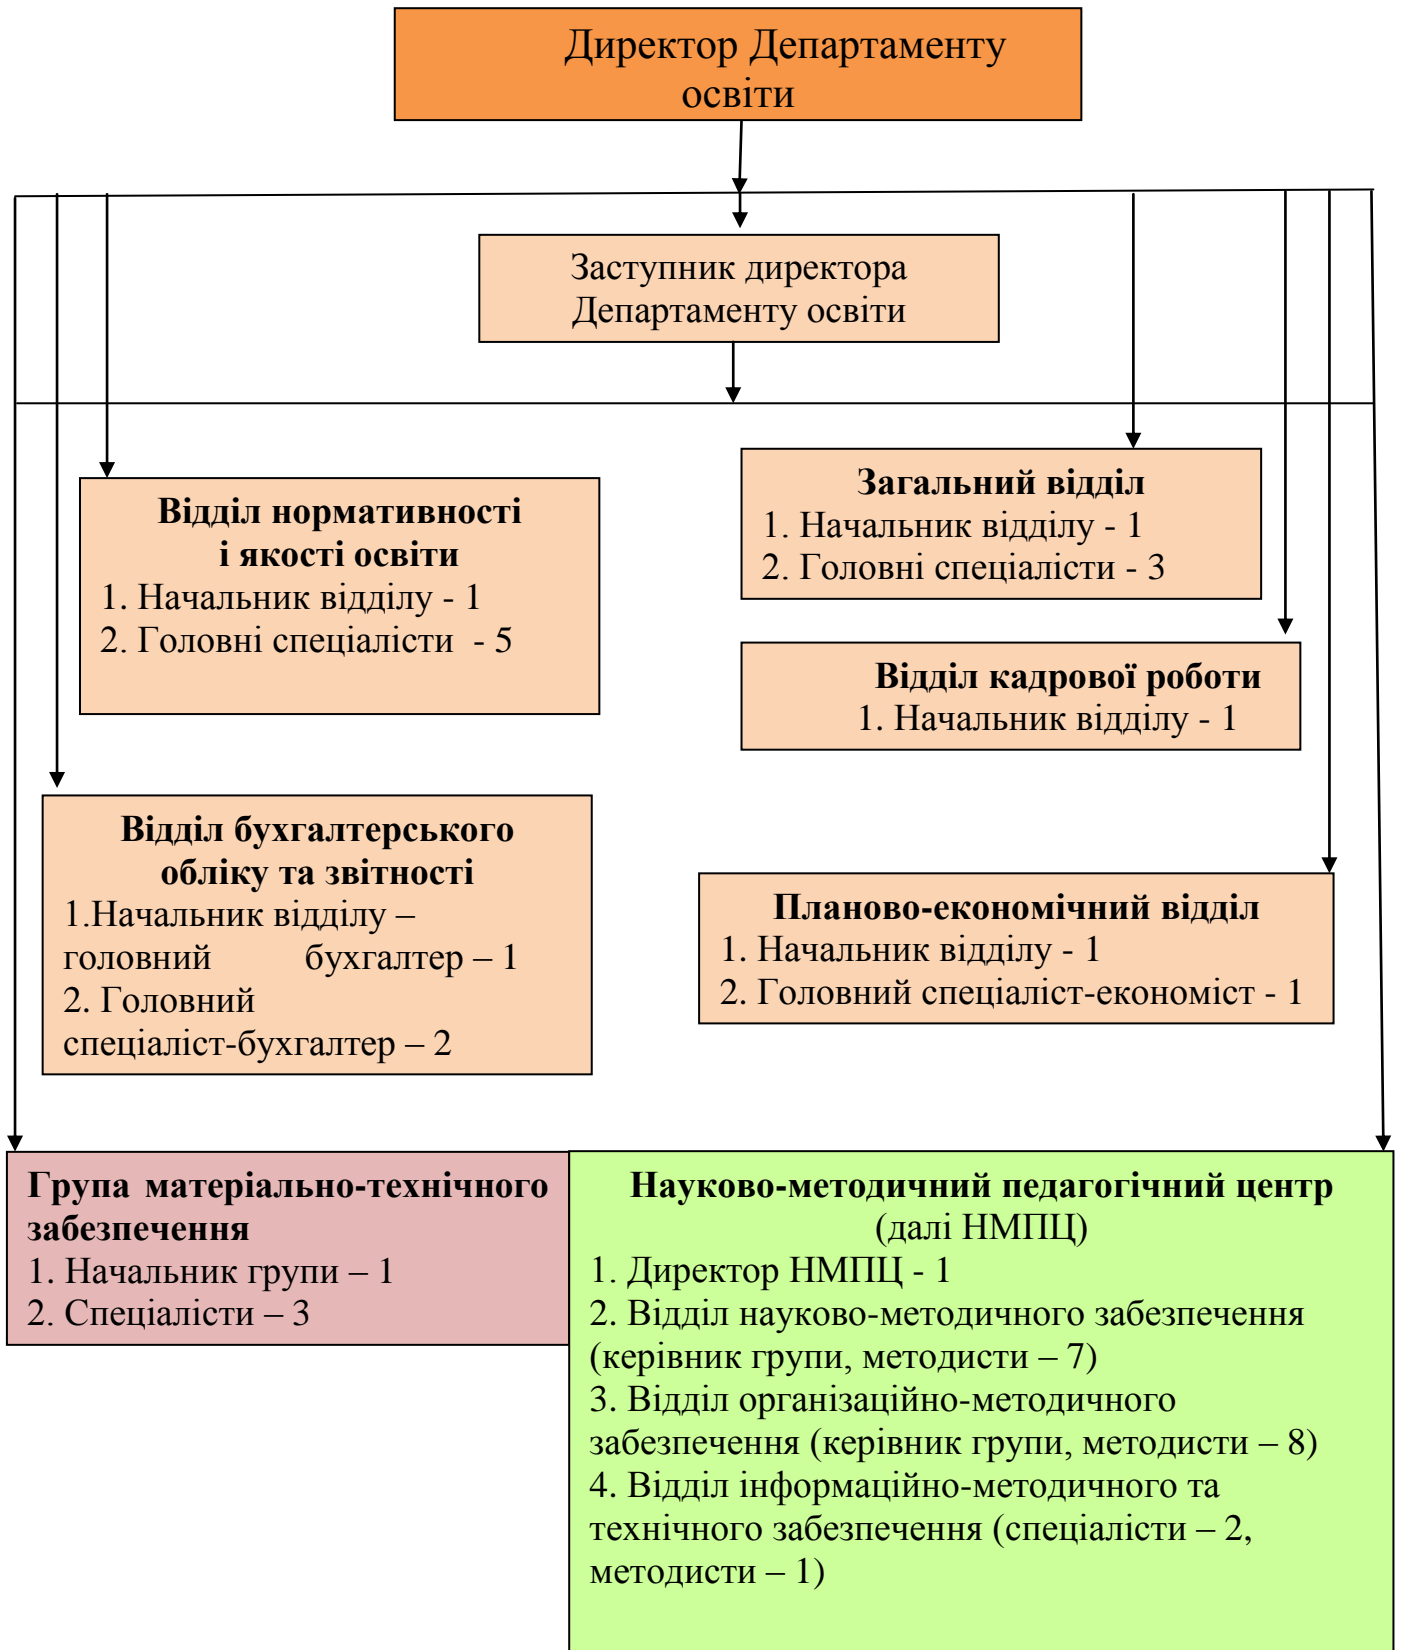 Директор Департаменту
освіти
Заступник директора
Департаменту освіти
Відділ нормативності
і якості освіти
1. Начальник відділу - 1
2. Головні спеціалісти - 5
Загальний відділ
1. Начальник відділу - 1
2. Головні спеціалісти - 3
Відділ кадрової роботи
1. Начальник відділу - 1
Відділ бухгалтерського
обліку та звітності
1.Начальник відділу –
головний бухгалтер – 1
2. Головний
спеціаліст-бухгалтер – 2
Планово-економічний відділ
1. Начальник відділу - 1
2. Головний спеціаліст-економіст - 1
Група матеріально-технічного
забезпечення
1. Начальник групи – 1
2. Спеціалісти – 3
Науково-методичний педагогічний центр
(далі НМПЦ)
1. Директор НМПЦ - 1
2. Відділ науково-методичного забезпечення
(керівник групи, методисти – 7)
3. Відділ організаційно-методичного
забезпечення (керівник групи, методисти – 8)
4. Відділ інформаційно-методичного та
технічного забезпечення (спеціалісти – 2,
методисти – 1)